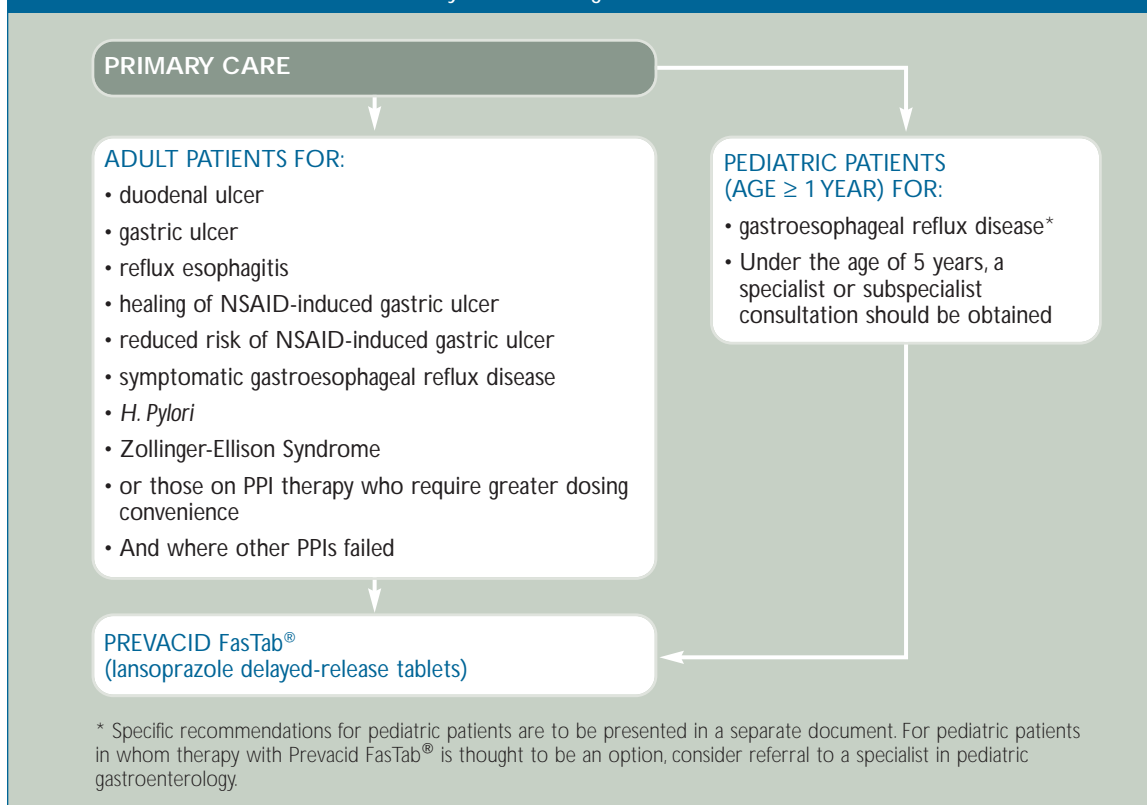 PRIMARY CARE
ADULT PATIENTS FOR:
• duodenal ulcer
• gastric ulcer
• reflux esophagitis
• healing of NSAID-induced gastric ulcer
• reduced risk of NSAID-induced gastric ulcer
• symptomatic gastroesophageal reflux disease
• H. Pylori
• Zollinger-Ellison Syndrome
• or those on PPI therapy who require greater dosing
convenience
• And where other PPIs failed
PEDIATRIC PATIENTS
(AGE ≥ 1 YEAR) FOR:
• gastroesophageal reflux disease*
• Under the age of 5 years, a
specialist or subspecialist
consultation should be obtained
PREVACID FasTab®
(lansoprazole delayed-release tablets)
* Specific recommendations for pediatric patients are to be presented in a separate document. For pediatric patients
in whom therapy with Prevacid FasTab® is thought to be an option, consider referral to a specialist in pediatric
gastroenterology.